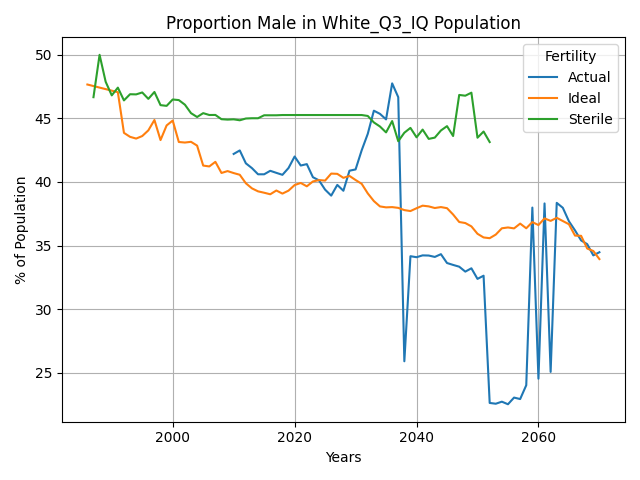 Proportion Male in White_Q3_IQ Population
Fertility
Actual
Ideal
Sterile
% of Population
50
45
40
35
30
25
2000
2020
2040
2060
Years